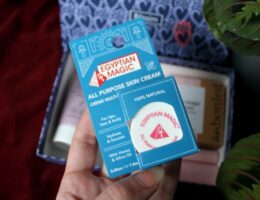 EGYPTIAN
MAGIC
ALL PURPOSE SKIN CREAM
100% NATURAL
For lips,
face & body
Hydrate
& Nourish
With Honey
& Olive Oil
EGYPTIAN MAGIC